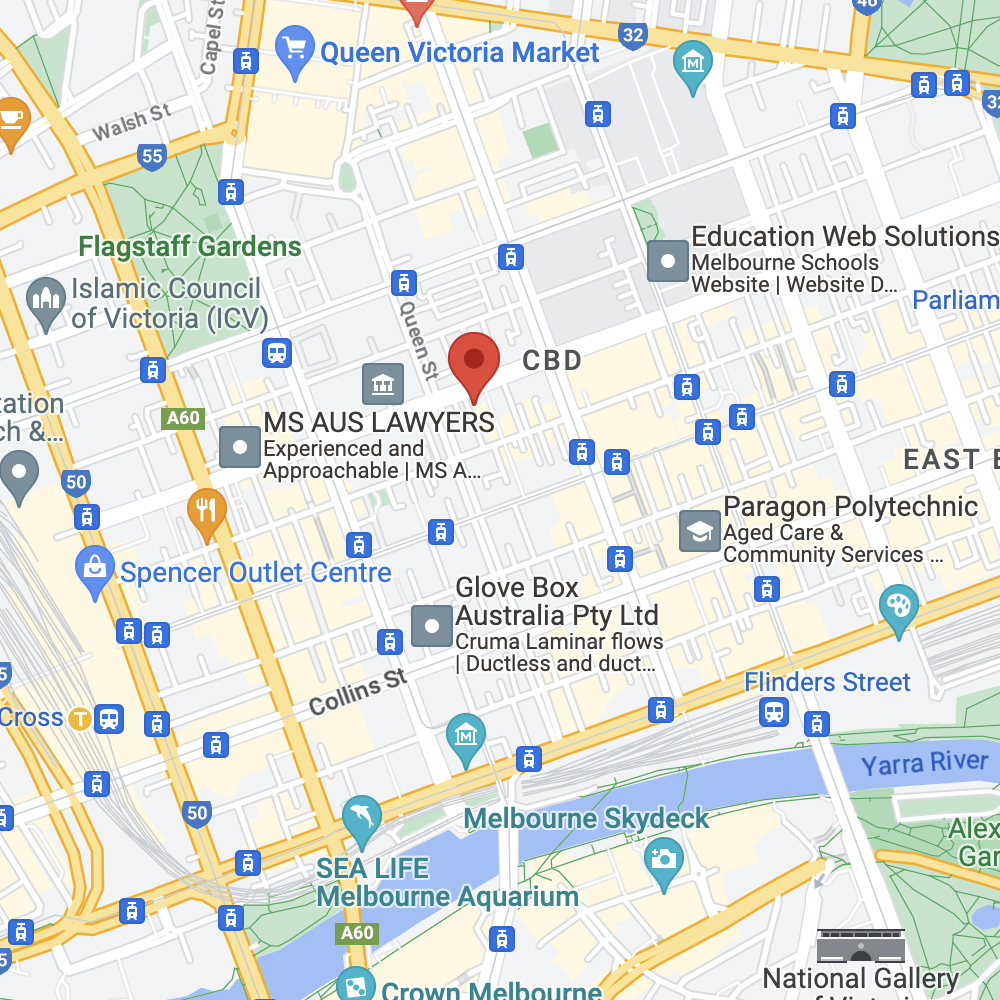 46
32
Capel St
Queen Victoria Market
M
32
Walsh St
55
Flagstaff Gardens
Education Web Solutions
Melbourne Schools
Website | Website D...
Islamic Council
of Victoria (ICV)
Parliam
Queen St
CBD
tation
ch &...
A60
MS AUS LAWYERS
Experienced and
Approachable | MS A...
EAST E
50
Paragon Polytechnic
Aged Care &
Community Services ...
Spencer Outlet Centre
Glove Box
Australia Pty Ltd
Cruma Laminar flows
| Ductless and duct...
Collins St
Flinders Street
5
Cross
T
M
Yarra River
50
Melbourne Skydeck
Alex
Gar
SEA LIFE
Melbourne Aquarium
A60
5
National Gallery
of Victoria
Crown Melbourne